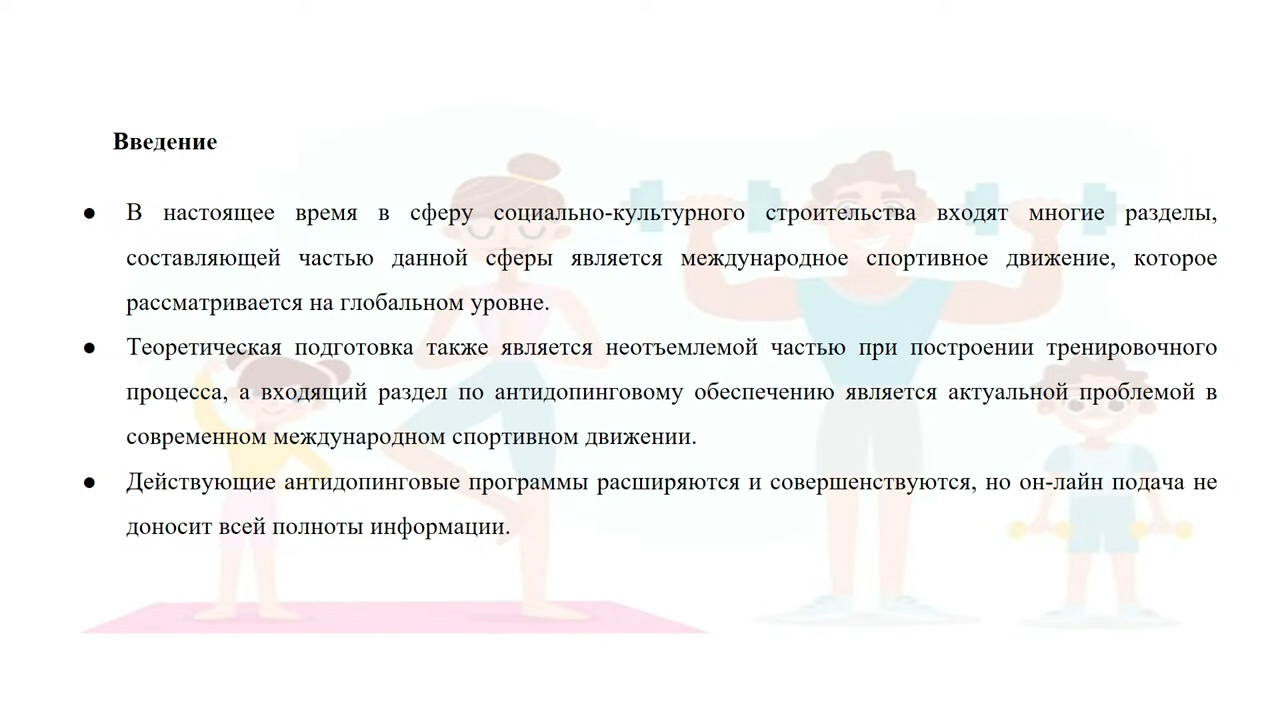 Введение
● В настоящее время в сферу социально-культурного строительства входят многие разделы,
составляющей частью данной сферы является международное спортивное движение, которое
рассматривается на глобальном уровне.
● Теоретическая подготовка также является неотъемлемой частью при построении тренировочного
процесса, а входящий раздел по антидопинговому обеспечению является актуальной проблемой в
современном международном спортивном движении.
● Действующие антидопинговые программы расширяются и совершенствуются, но он-лайн подача не
доносит всей полноты информации.